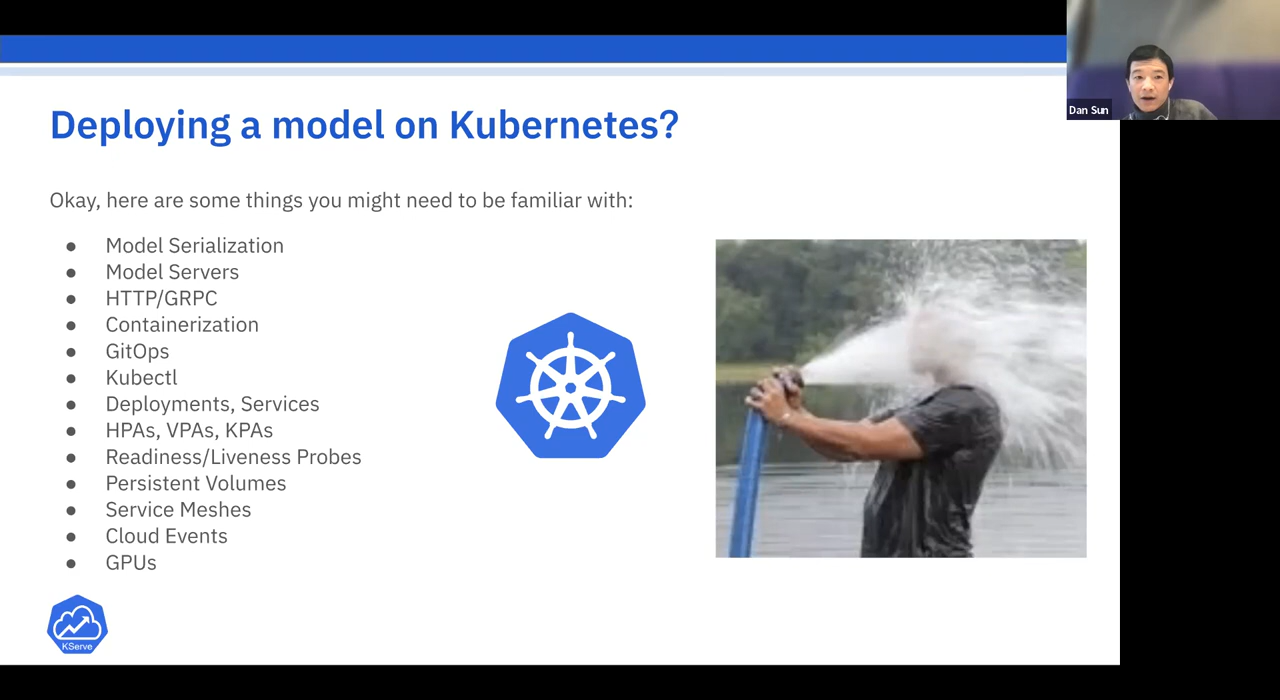 Dan Sun
Deploying a model on Kubernetes?
Okay, here are some things you might need to be familiar with:
● Model Serialization
● Model Servers
● HTTP/GRPC
● Containerization
● GitOps
● Kubectl
● Deployments, Services
● HPAs, VPAs, KPAs
● Readiness/Liveness Probes
● Persistent Volumes
● Service Meshes
● Cloud Events
● GPUs
KServe